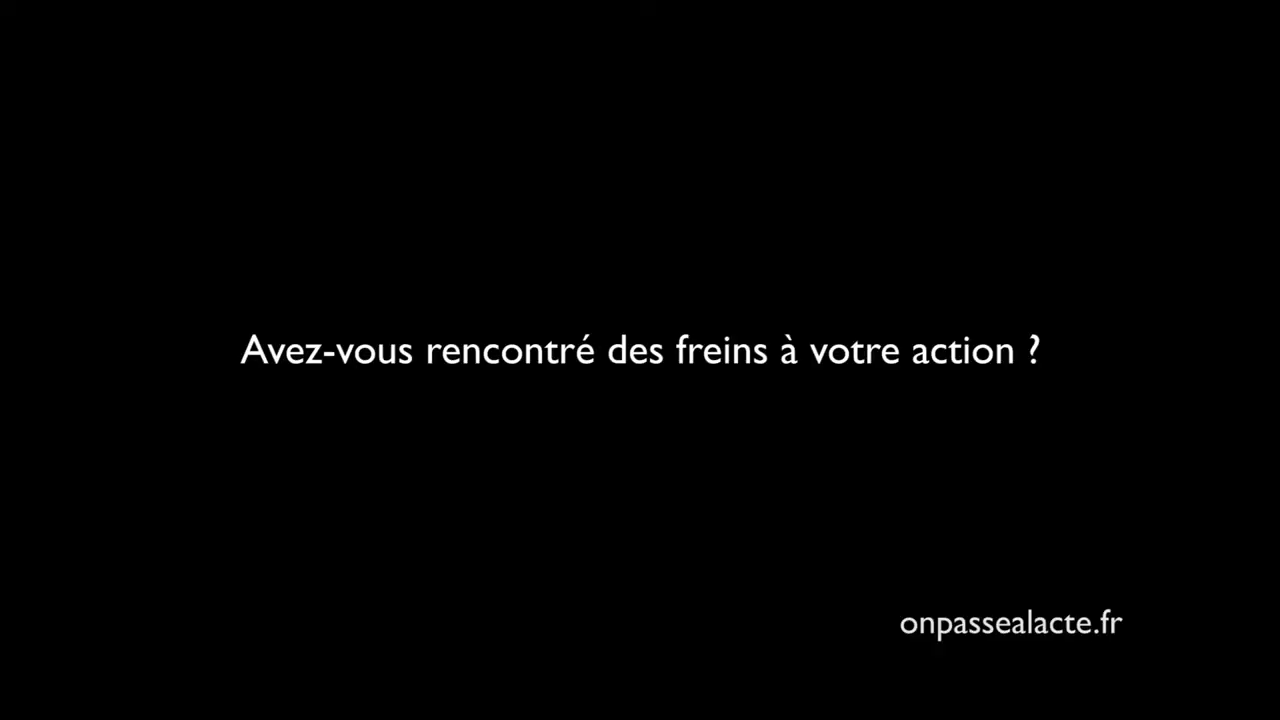 Avez-vous rencontré des freins à votre action ?
onpassealacte.fr